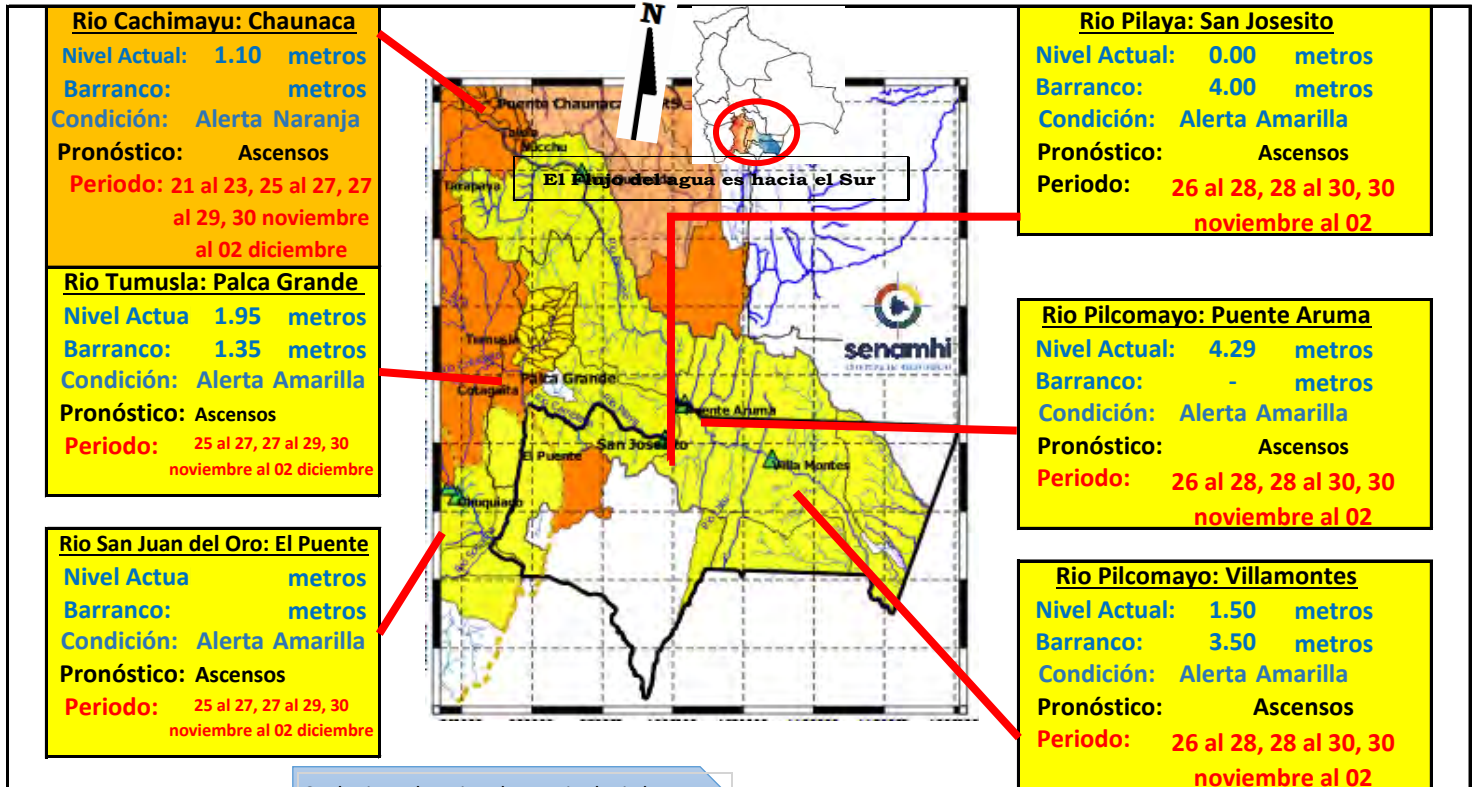 Rio Cachimayu: Chaunaca
Nivel Actual: 1.10 metros
Barranco: metros
Condición: Alerta Naranja
Pronóstico: Ascensos
Periodo: 21 al 23, 25 al 27, 27
al 29, 30 noviembre
al 02 diciembre
Rio Tumusla: Palca Grande
Nivel Actua 1.95 metros
Barranco: 1.35 metros
Condición: Alerta Amarilla
Pronóstico: Ascensos
Periodo: 25 al 27, 27 al 29, 30
noviembre al 02 diciembre
Rio San Juan del Oro: El Puente
Nivel Actua metros
Barranco: metros
Condición: Alerta Amarilla
Pronóstico: Ascensos
Periodo: 25 al 27, 27 al 29, 30
noviembre al 02 diciembre
N
Puente Chaunaca
Talula
Nucchu
Tarapaya
El Flujo del agua es hacia el Sur
senamhi
Tumusla
Palca Grande
Cotagaita
Puente Aruma
San Josesito
El Puente
Villa Montes
Chuquiago
Rio Pilaya: San Josesito
Nivel Actual: 0.00 metros
Barranco: 4.00 metros
Condición: Alerta Amarilla
Pronóstico: Ascensos
Periodo: 26 al 28, 28 al 30, 30
noviembre al 02
Rio Pilcomayo: Puente Aruma
Nivel Actual: 4.29 metros
Barranco: - metros
Condición: Alerta Amarilla
Pronóstico: Ascensos
Periodo: 26 al 28, 28 al 30, 30
noviembre al 02
Rio Pilcomayo: Villamontes
Nivel Actual: 1.50 metros
Barranco: 3.50 metros
Condición: Alerta Amarilla
Pronóstico: Ascensos
Periodo: 26 al 28, 28 al 30, 30
noviembre al 02